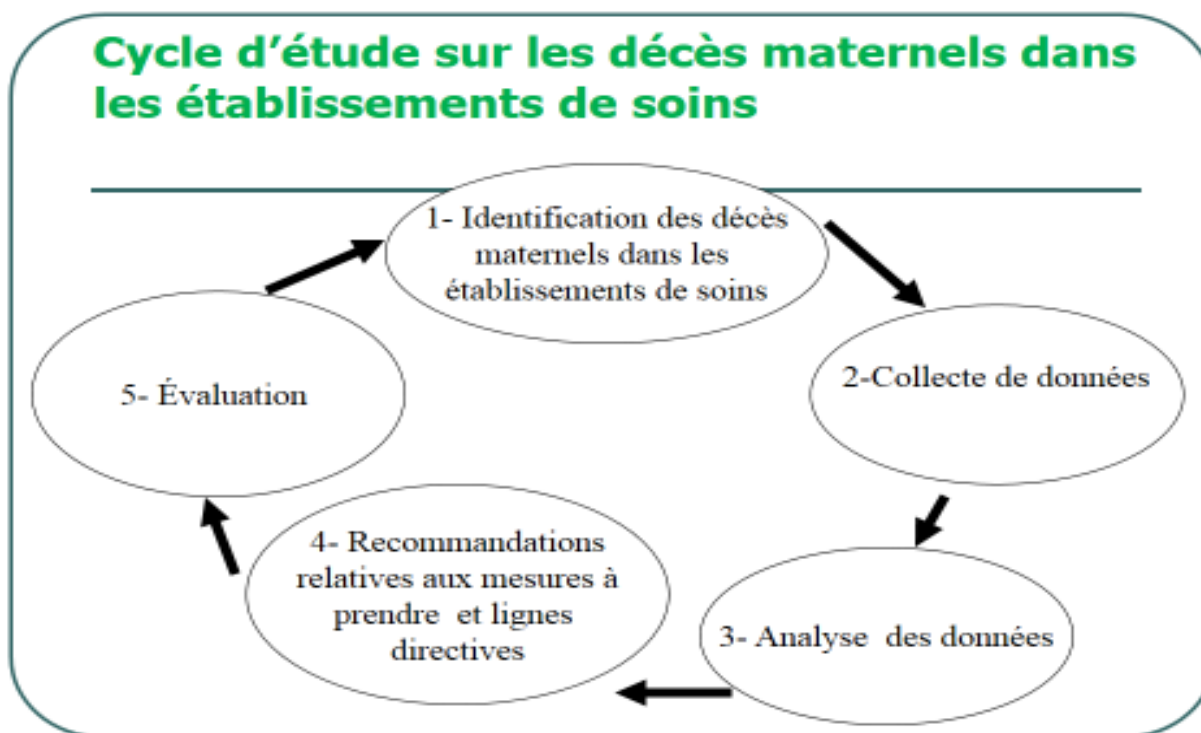 Cycle d'étude sur les décès maternels dans
les établissements de soins
1- Identification des décès
maternels dans les
établissements de soins
2-Collecte de données
3- Analyse des données
4- Recommandations
relatives aux mesures à
prendre et lignes
directives
5- Évaluation